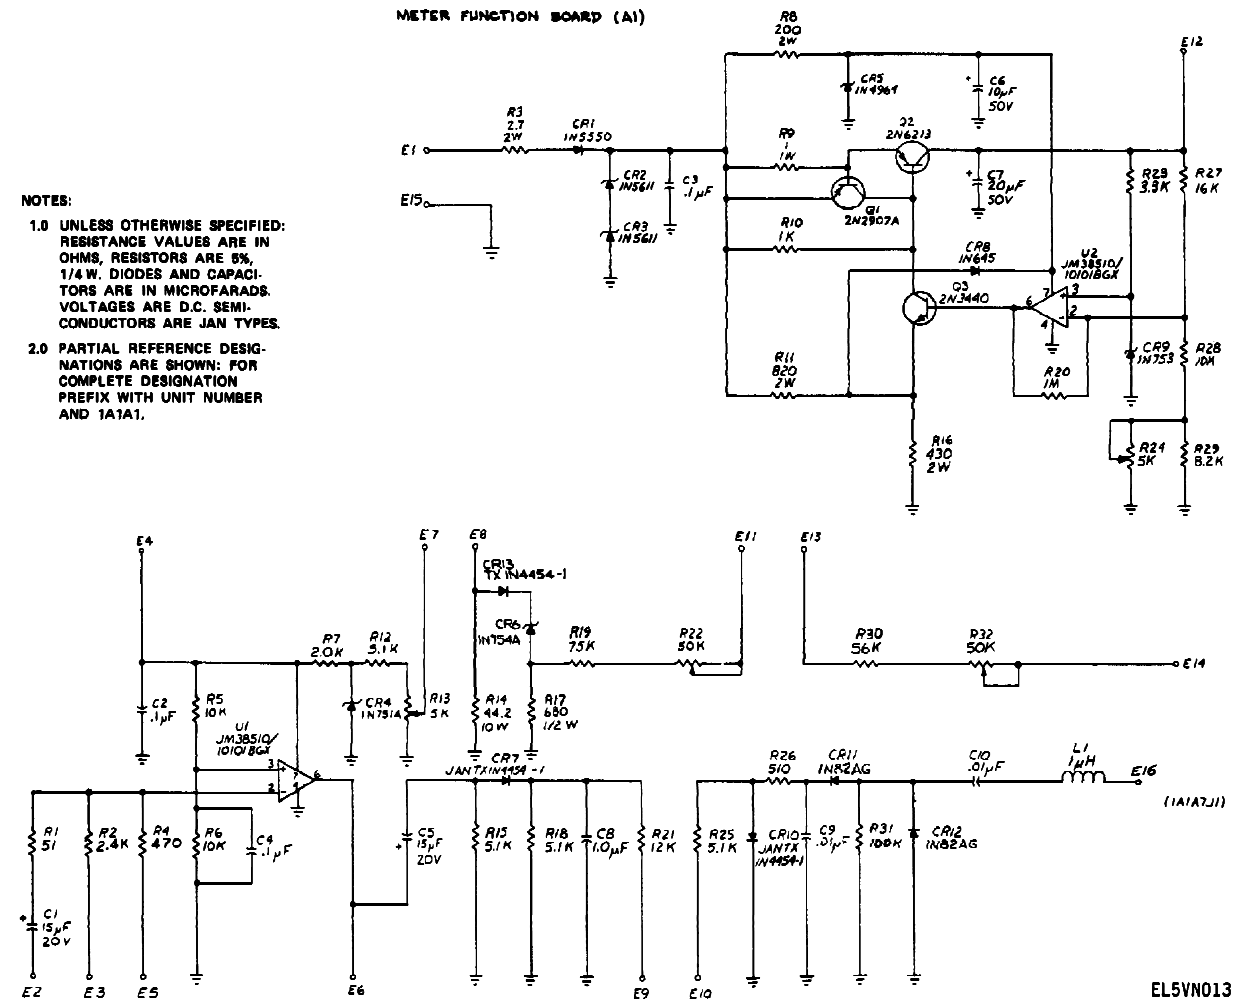 METER FUNCTION BOARD (A1)
R8
200
2W
E12
CR5
1N4964
C6
10μF
50V
+
R3
2.7
2W
CR1
1N5550
R9
1
1W
Q2
2N6213
E1
CR2
1N5611
C3
.1μF
C7
20μF
50V
+
R23
3.3K
R27
16K
NOTES:
1.0 UNLESS OTHERWISE SPECIFIED:
RESISTANCE VALUES ARE IN
OHMS, RESISTORS ARE 5%,
1/4 W. DIODES AND CAPACI-
TORS ARE IN MICROFARADS.
VOLTAGES ARE D.C. SEMI-
CONDUCTORS ARE JAN TYPES.
2.0 PARTIAL REFERENCE DESIG-
NATIONS ARE SHOWN: FOR
COMPLETE DESIGNATION
PREFIX WITH UNIT NUMBER
AND 1A1A1.
E15
CR3
1N5611
Q1
2N2907A
R10
1K
CR8
1N645
U2
JM38510/
10101BGX
Q3
2N3440
6
7
3
+
2
-
4
R11
820
2W
R20
1M
CR9
1N753
R28
10K
R16
430
2W
R24
5K
R29
8.2K
E4
E7
E8
E11
E13
CR13
TX 1N4454-1
CR6
1N754A
R7
2.0K
R12
5.1K
R19
75K
R22
50K
R30
56K
R32
50K
E14
C2
.1μF
R5
10K
CR4
1N751A
R13
5K
R14
44.2
10W
R17
680
1/2 W
U1
JM38510/
10101BGX
3
+
7
6
2
-
4
CR7
JANTX1N4454-1
R26
510
CR11
1N82AG
C10
.01μF
L1
1μH
E16
(1A1A7J1)
R1
51
R2
2.4K
R4
470
R6
10K
C4
.1μF
C5
15μF
20V
+
R15
5.1K
R18
5.1K
C8
1.0μF
R21
12K
R25
5.1K
CR10
JANTX
1N4454-1
C9
.01μF
R31
100K
CR12
1N82AG
C1
15μF
20V
+
E2
E3
E5
E6
E9
E10
EL5VN013